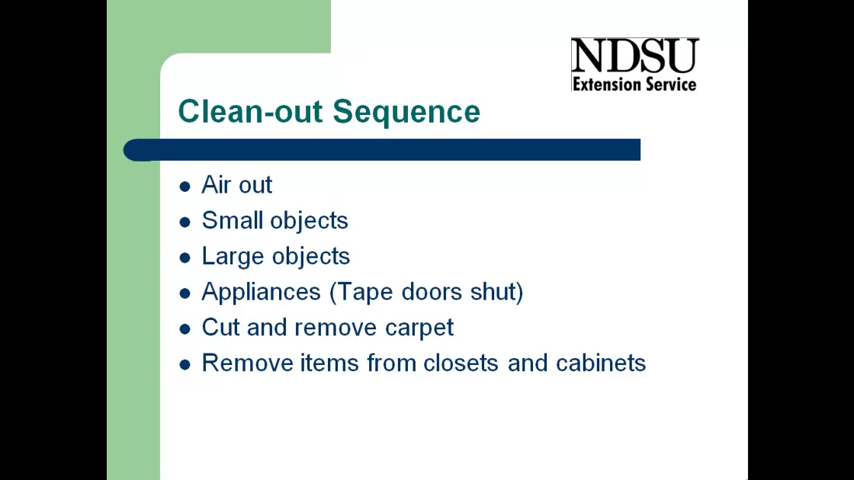 NDSU
Extension Service
Clean-out Sequence
Air out
Small objects
Large objects
Appliances (Tape doors shut)
Cut and remove carpet
Remove items from closets and cabinets